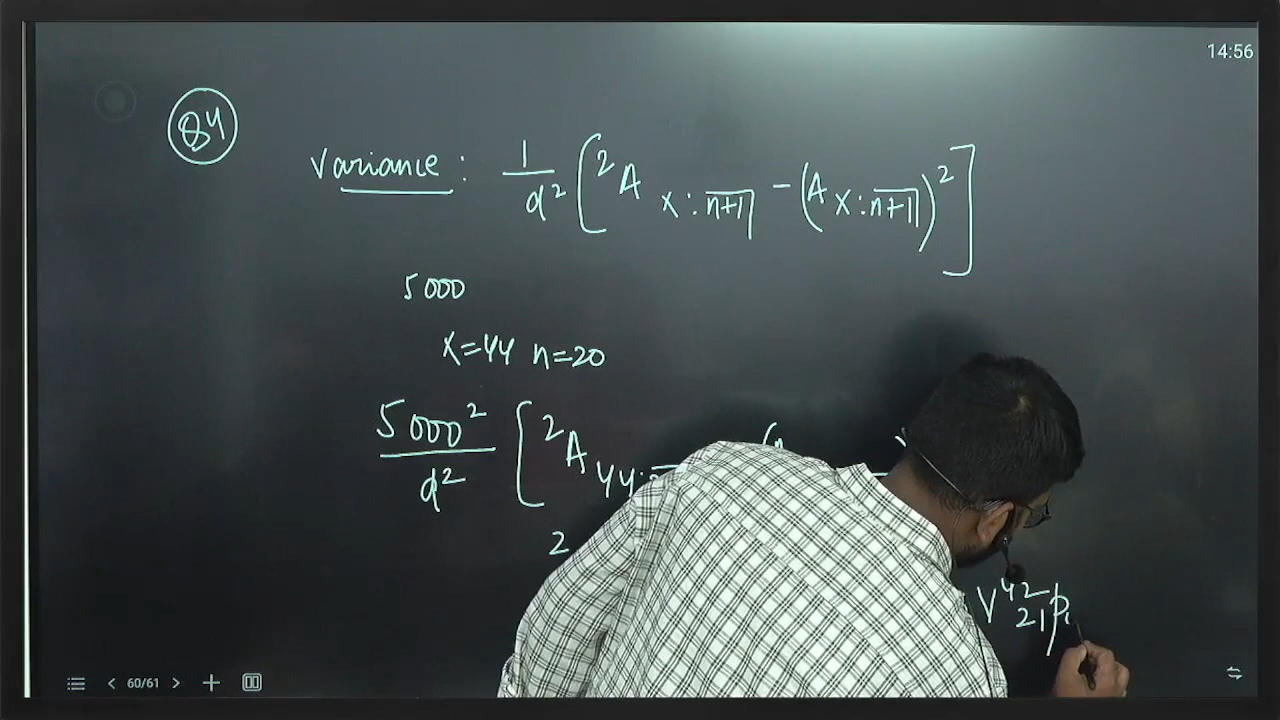 14:56
84
Variance: 1/d² [²A x:n+1 - (A x:n+1)²]
5000
x=44 n=20
5000²/d² [²A 44:
2
V⁴² ₂₁p
60/61